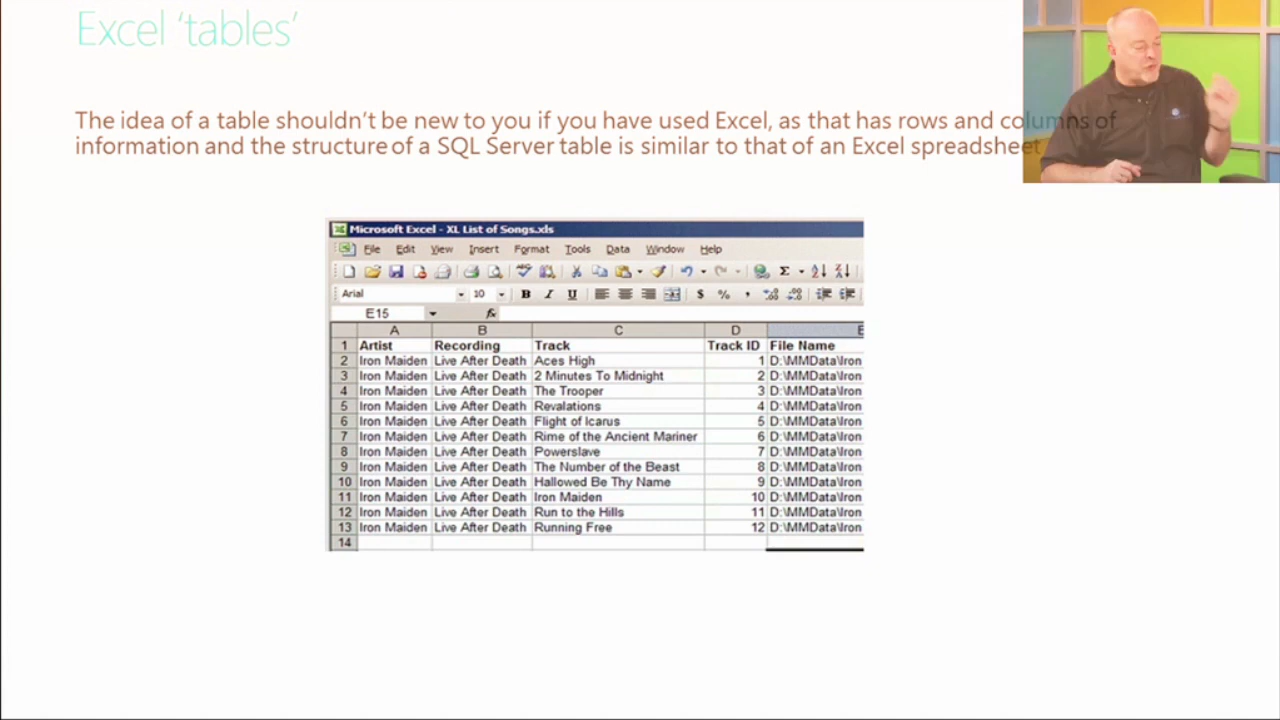 Excel ‘tables’
The idea of a table shouldn’t be new to you if you have used Excel, as that has rows and columns of
information and the structure of a SQL Server table is similar to that of an Excel spreadsheet
Microsoft Excel - XL List of Songs.xls
File Edit View Insert Format Tools Data Window Help
Arial 10 B I U $ % ,
E15 fx
A B C D E
1 Artist Recording Track Track ID File Name
2 Iron Maiden Live After Death Aces High 1 D:\MMData\Iron
3 Iron Maiden Live After Death 2 Minutes To Midnight 2 D:\MMData\Iron
4 Iron Maiden Live After Death The Trooper 3 D:\MMData\Iron
5 Iron Maiden Live After Death Revalations 4 D:\MMData\Iron
6 Iron Maiden Live After Death Flight of Icarus 5 D:\MMData\Iron
7 Iron Maiden Live After Death Rime of the Ancient Mariner 6 D:\MMData\Iron
8 Iron Maiden Live After Death Powerslave 7 D:\MMData\Iron
9 Iron Maiden Live After Death The Number of the Beast 8 D:\MMData\Iron
10 Iron Maiden Live After Death Hallowed Be Thy Name 9 D:\MMData\Iron
11 Iron Maiden Live After Death Iron Maiden 10 D:\MMData\Iron
12 Iron Maiden Live After Death Run to the Hills 11 D:\MMData\Iron
13 Iron Maiden Live After Death Running Free 12 D:\MMData\Iron
14